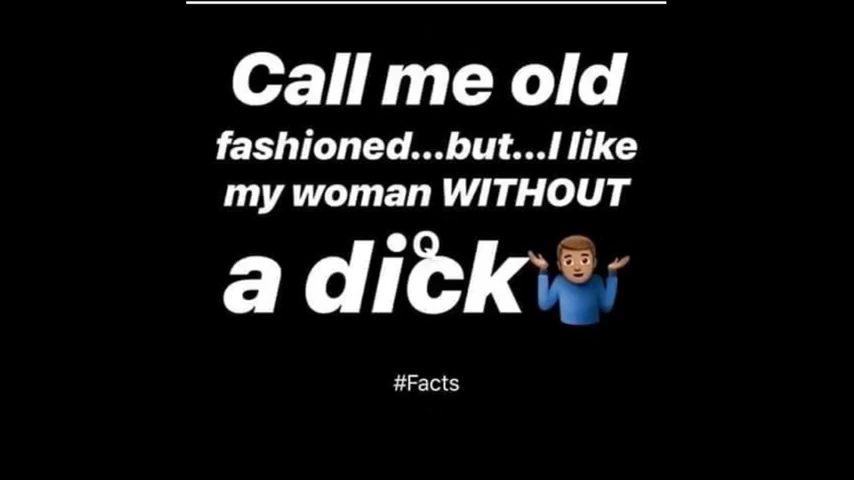 Call me old
fashioned...but...I like
my woman WITHOUT
a dick
Q
#Facts